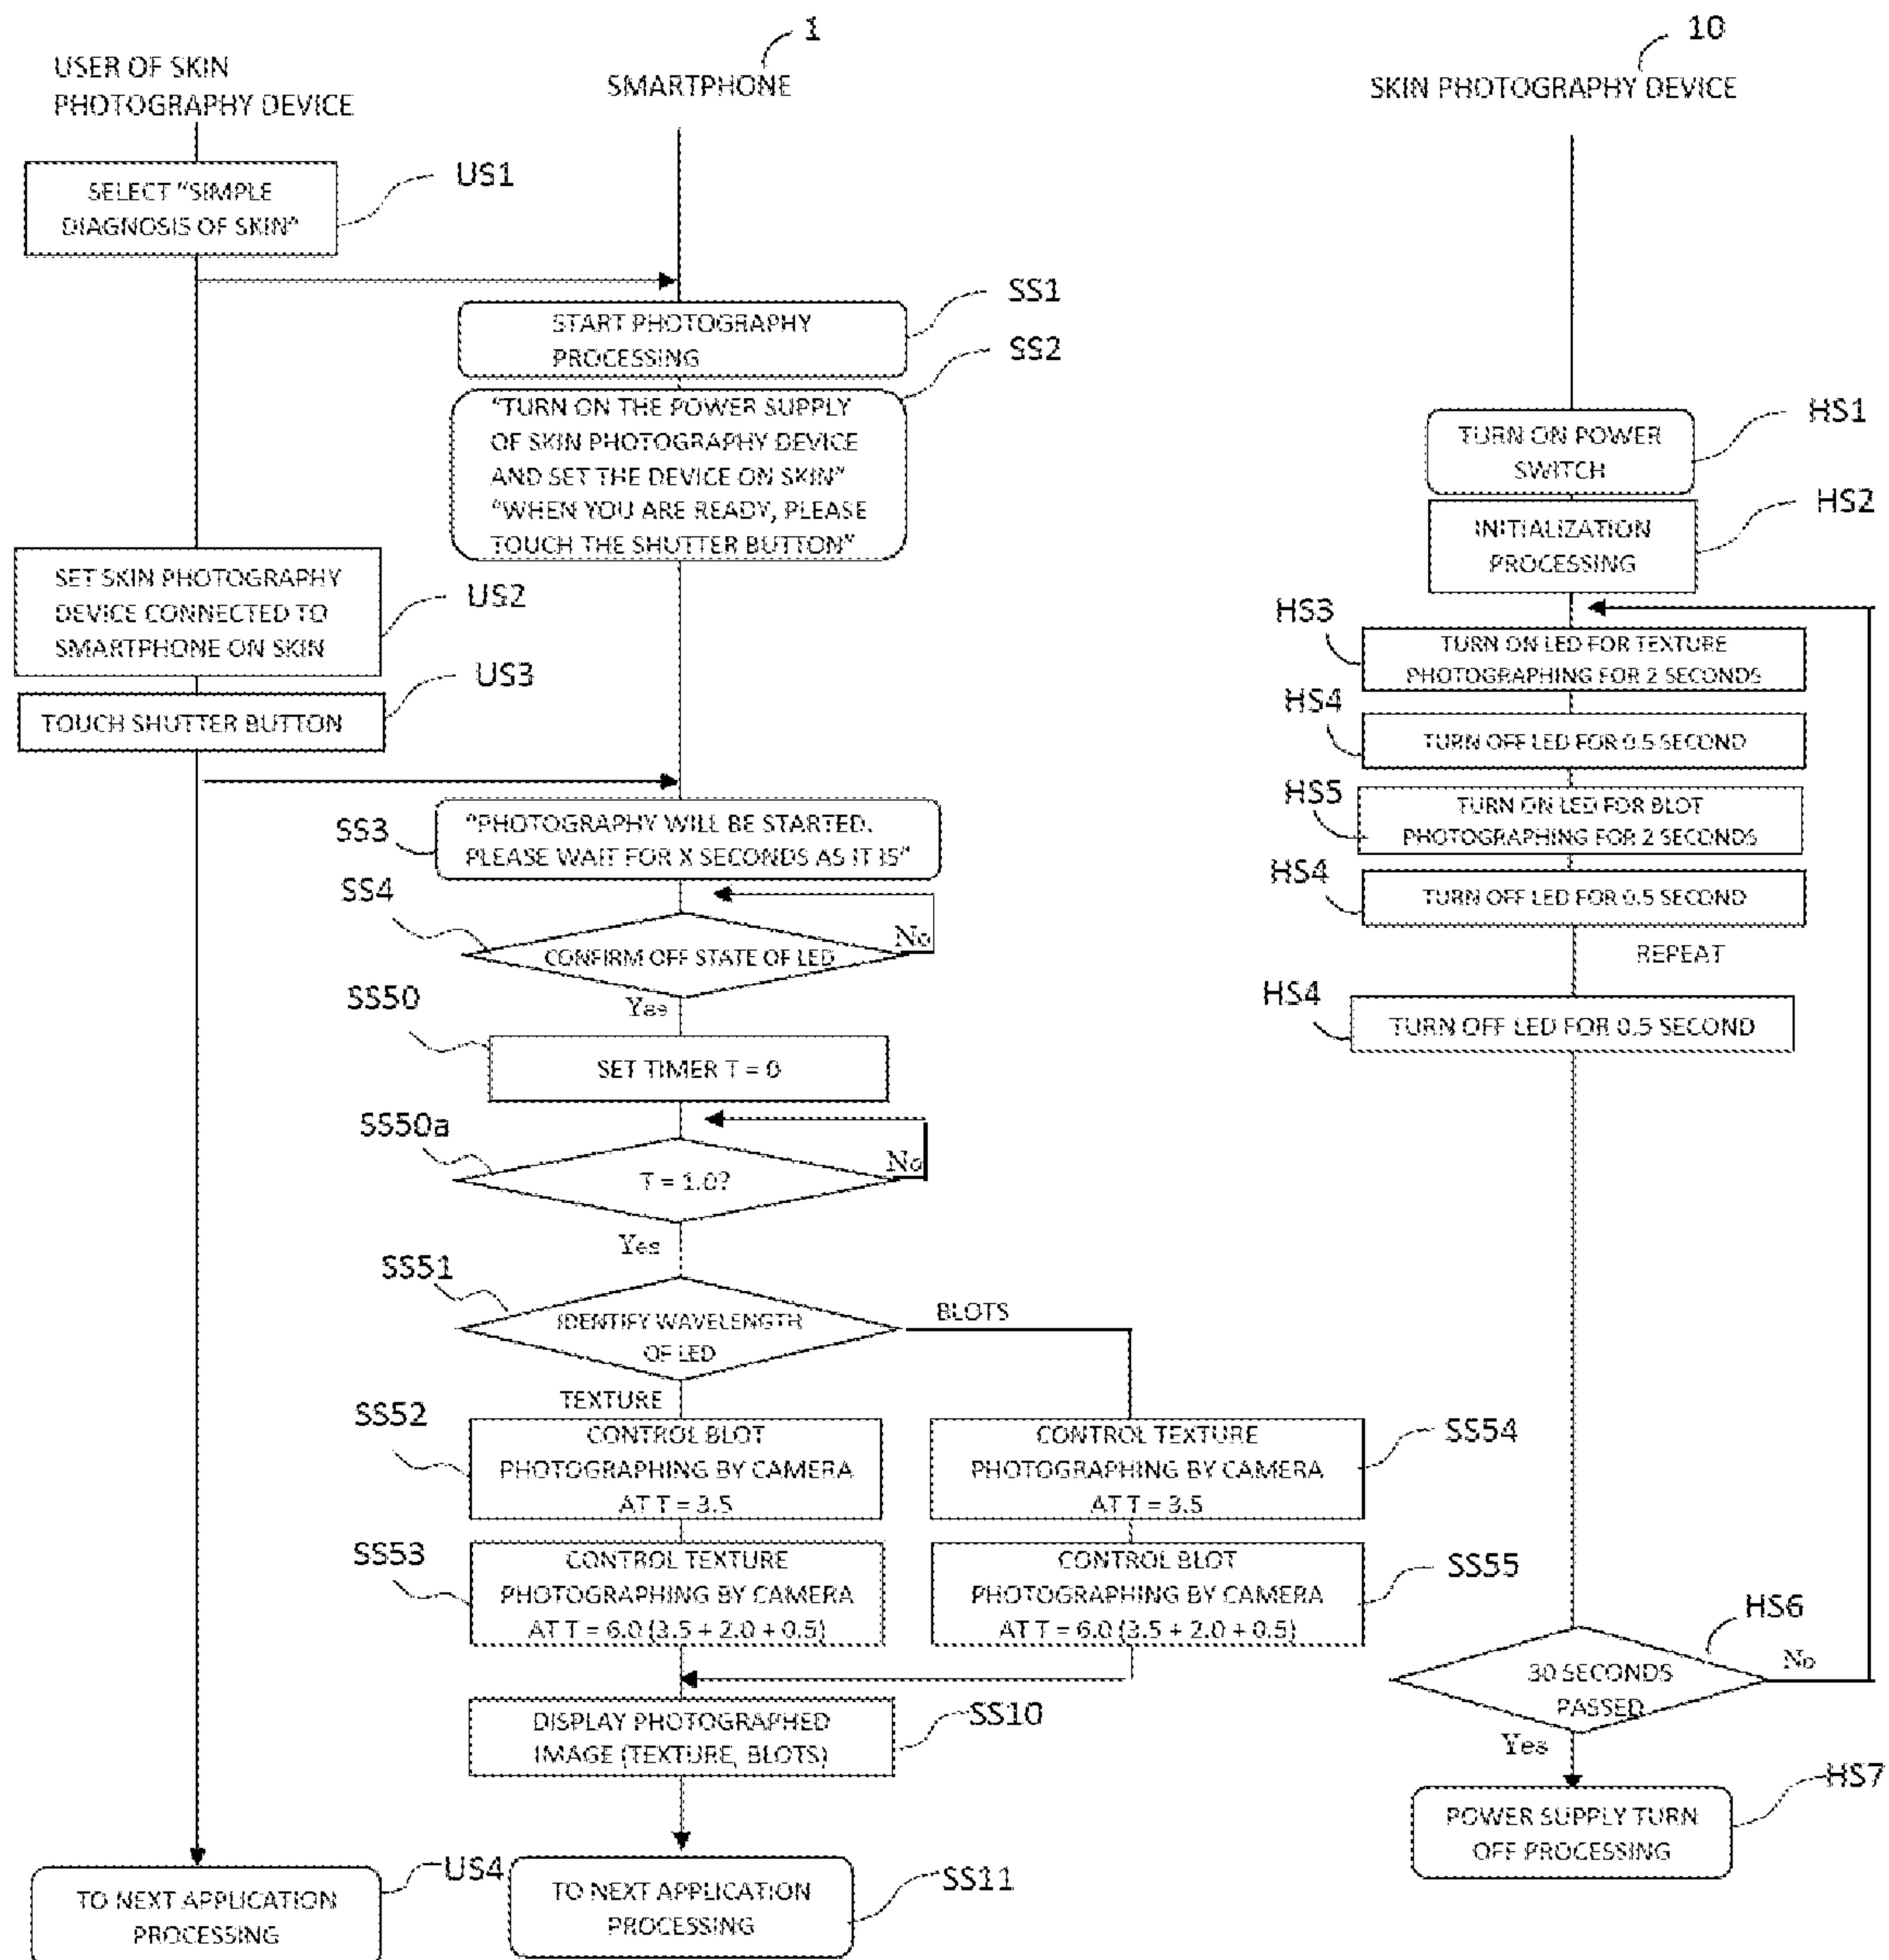 1
10
USER OF SKIN
PHOTOGRAPHY DEVICE
SMARTPHONE
SKIN PHOTOGRAPHY DEVICE
SELECT "SIMPLE
DIAGNOSIS OF SKIN"
US1
START PHOTOGRAPHY
PROCESSING
SS1
"TURN ON THE POWER SUPPLY
OF SKIN PHOTOGRAPHY DEVICE
AND SET THE DEVICE ON SKIN"
"WHEN YOU ARE READY, PLEASE
TOUCH THE SHUTTER BUTTON"
SS2
TURN ON POWER
SWITCH
HS1
INITIALIZATION
PROCESSING
HS2
SET SKIN PHOTOGRAPHY
DEVICE CONNECTED TO
SMARTPHONE ON SKIN
US2
TOUCH SHUTTER BUTTON
US3
HS3
TURN ON LED FOR TEXTURE
PHOTOGRAPHING FOR 2 SECONDS
HS4
TURN OFF LED FOR 0.5 SECOND
HS5
TURN ON LED FOR BLOT
PHOTOGRAPHING FOR 2 SECONDS
HS4
TURN OFF LED FOR 0.5 SECOND
REPEAT
HS4
TURN OFF LED FOR 0.5 SECOND
SS3
"PHOTOGRAPHY WILL BE STARTED.
PLEASE WAIT FOR X SECONDS AS IT IS"
SS4
CONFIRM OFF STATE OF LED
No
Yes
SS50
SET TIMER T = 0
SS50a
T = 1.0?
No
Yes
SS51
IDENTIFY WAVELENGTH
OF LED
BLOTS
TEXTURE
SS52
CONTROL BLOT
PHOTOGRAPHING BY CAMERA
AT T = 3.5
CONTROL TEXTURE
PHOTOGRAPHING BY CAMERA
AT T = 3.5
SS54
SS53
CONTROL TEXTURE
PHOTOGRAPHING BY CAMERA
AT T = 6.0 (3.5 + 2.0 + 0.5)
CONTROL BLOT
PHOTOGRAPHING BY CAMERA
AT T = 6.0 (3.5 + 2.0 + 0.5)
SS55
HS6
30 SECONDS
PASSED
No
Yes
DISPLAY PHOTOGRAPHED
IMAGE (TEXTURE, BLOTS)
SS10
POWER SUPPLY TURN
OFF PROCESSING
HS7
TO NEXT APPLICATION
PROCESSING
US4
TO NEXT APPLICATION
PROCESSING
SS11